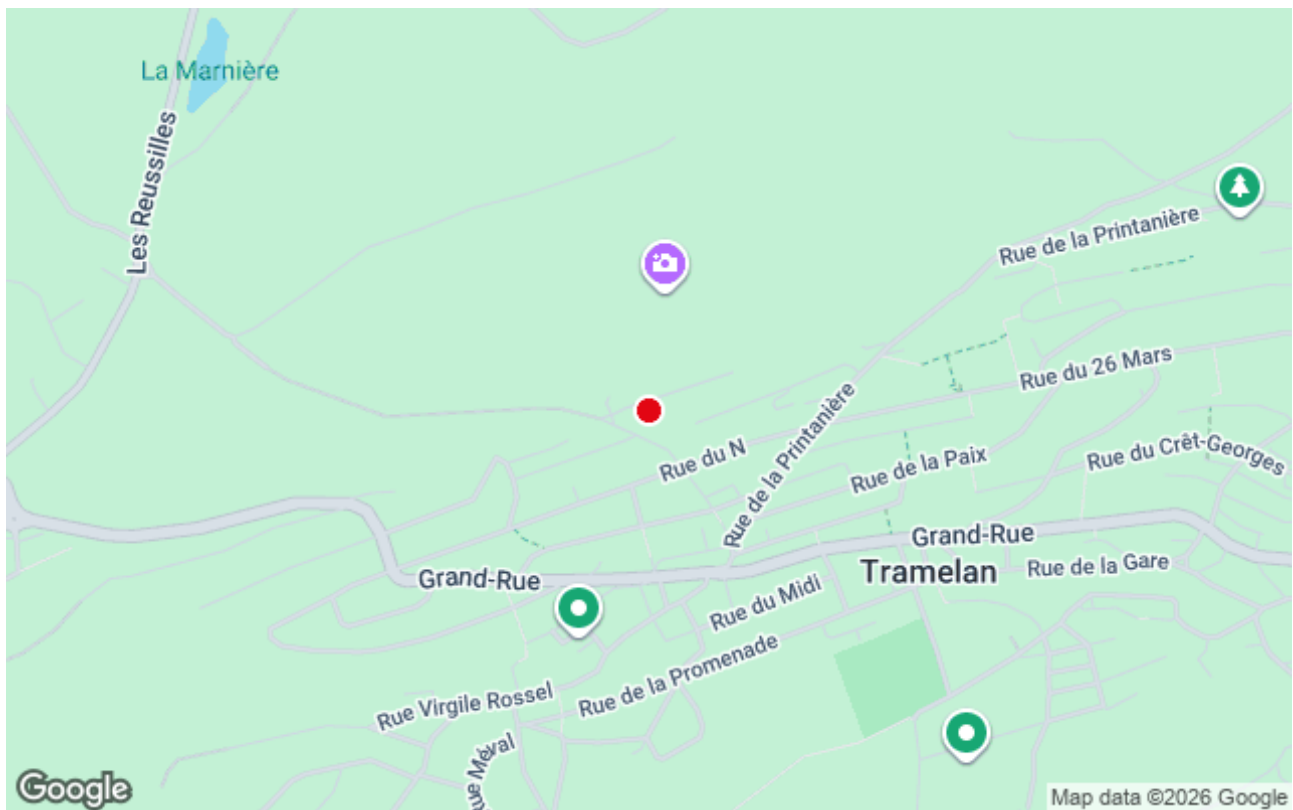 La Marnière
Les Reussilles
Rue de la Printanière
Rue du 26 Mars
Rue de la Printanière
Rue du N
Rue de la Paix
Rue du Crêt-Georges
Grand-Rue
Grand-Rue
Tramelan
Rue de la Gare
Rue du Midi
Rue de la Promenade
Rue Virgile Rossel
ue Méval
Google
Map data ©2026 Google